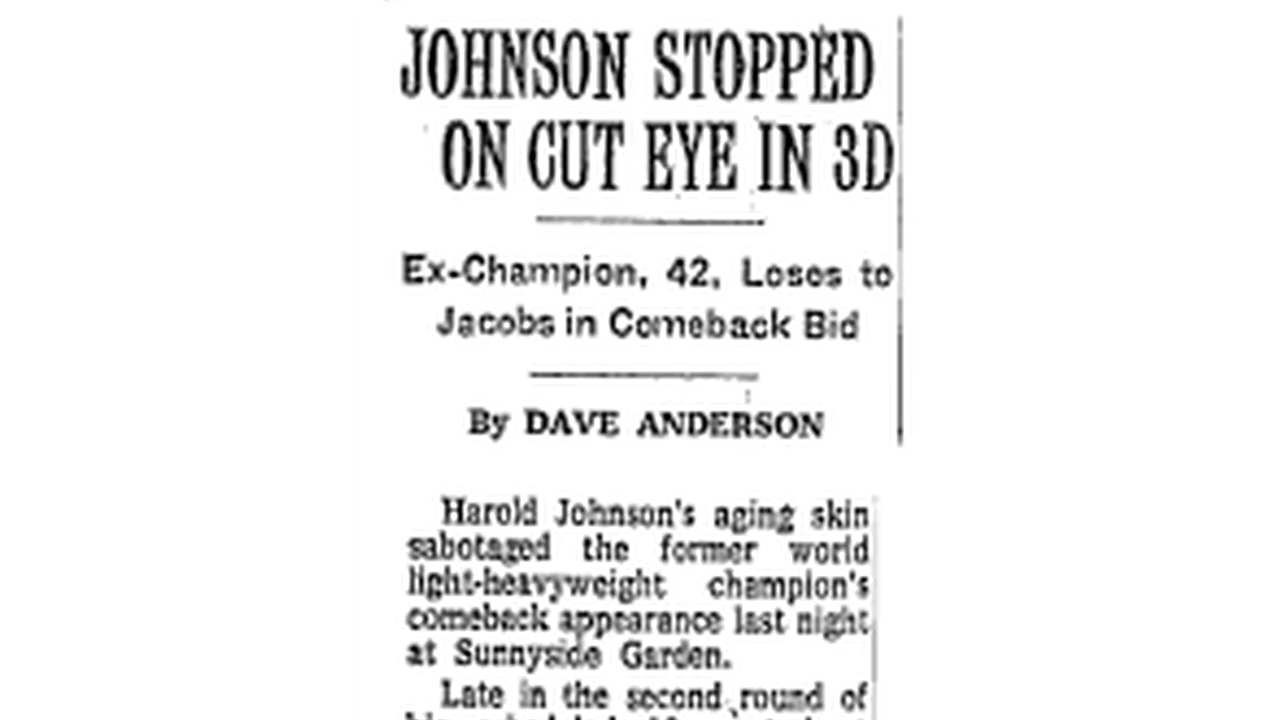 JOHNSON STOPPED
ON CUT EYE IN 3D
Ex-Champion, 42, Loses to
Jacobs in Comeback Bid
By DAVE ANDERSON
Harold Johnson's aging skin
sabotaged the former world
light-heavyweight champion's
comeback appearance last night
at Sunnyside Garden.
Late in the second round of